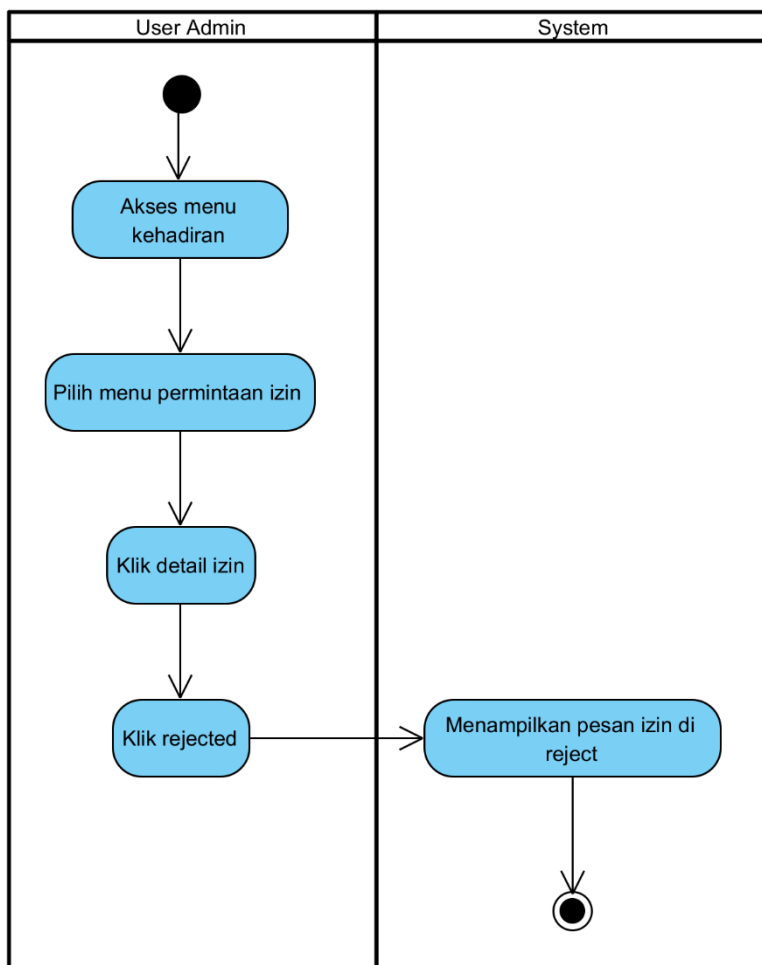 User Admin
System
Akses menu
kehadiran
Pilih menu permintaan izin
Klik detail izin
Klik rejected
Menampilkan pesan izin di
reject